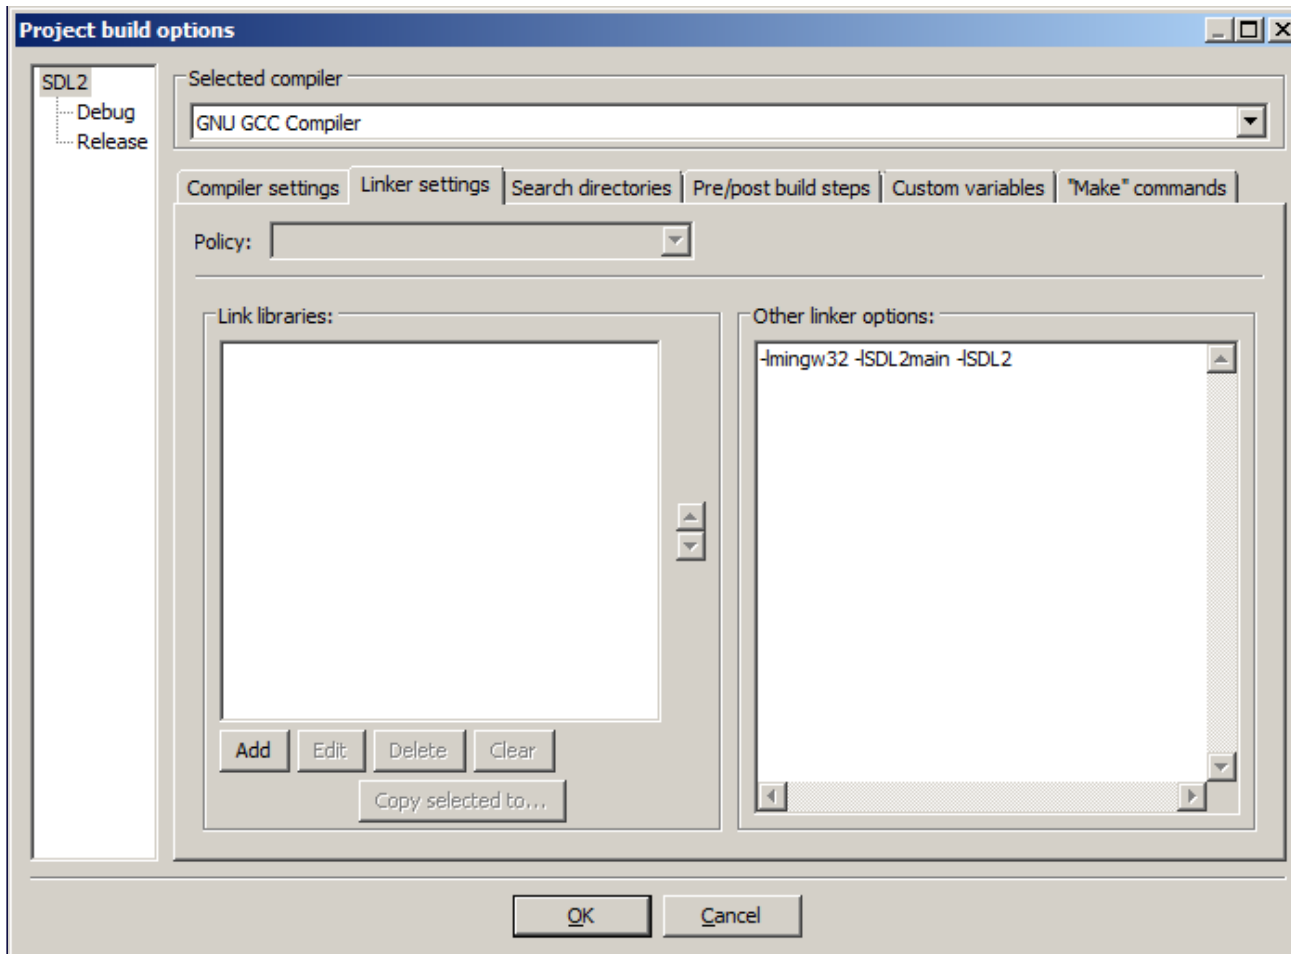 Project build options
SDL2
Debug
Release
Selected compiler
GNU GCC Compiler
Compiler settings
Linker settings
Search directories
Pre/post build steps
Custom variables
"Make" commands
Policy:
Link libraries:
Add
Edit
Delete
Clear
Copy selected to...
Other linker options:
-lmingw32 -lSDL2main -lSDL2
OK
Cancel